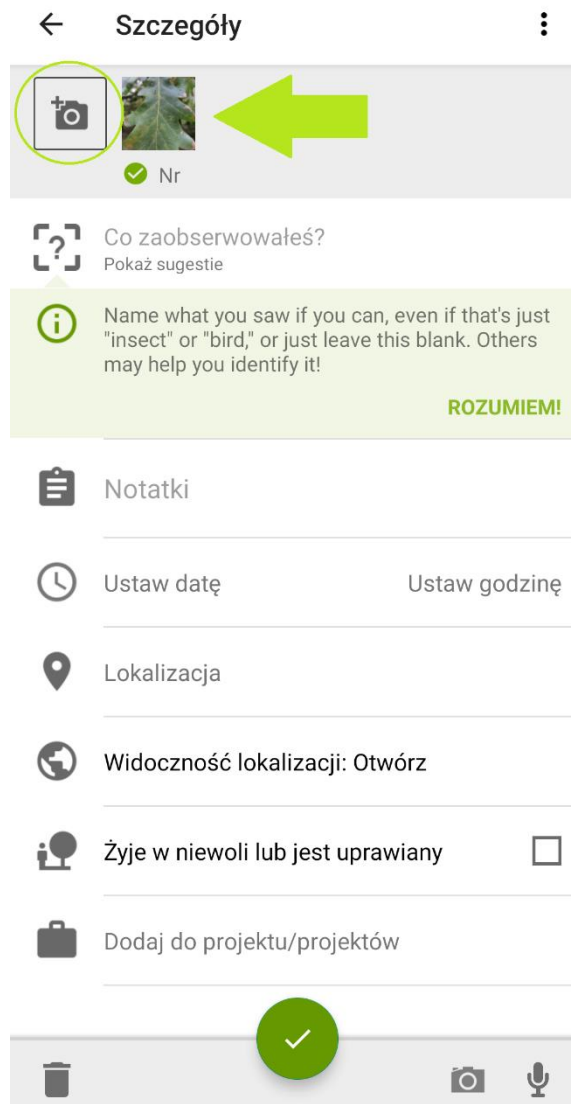 Szczegóły
Nr
Co zaobserwowałeś?
Pokaż sugestie
Name what you saw if you can, even if that's just
"insect" or "bird," or just leave this blank. Others
may help you identify it!
ROZUMIEM!
Notatki
Ustaw datę Ustaw godzinę
Lokalizacja
Widoczność lokalizacji: Otwórz
Żyje w niewoli lub jest uprawiany
Dodaj do projektu/projektów